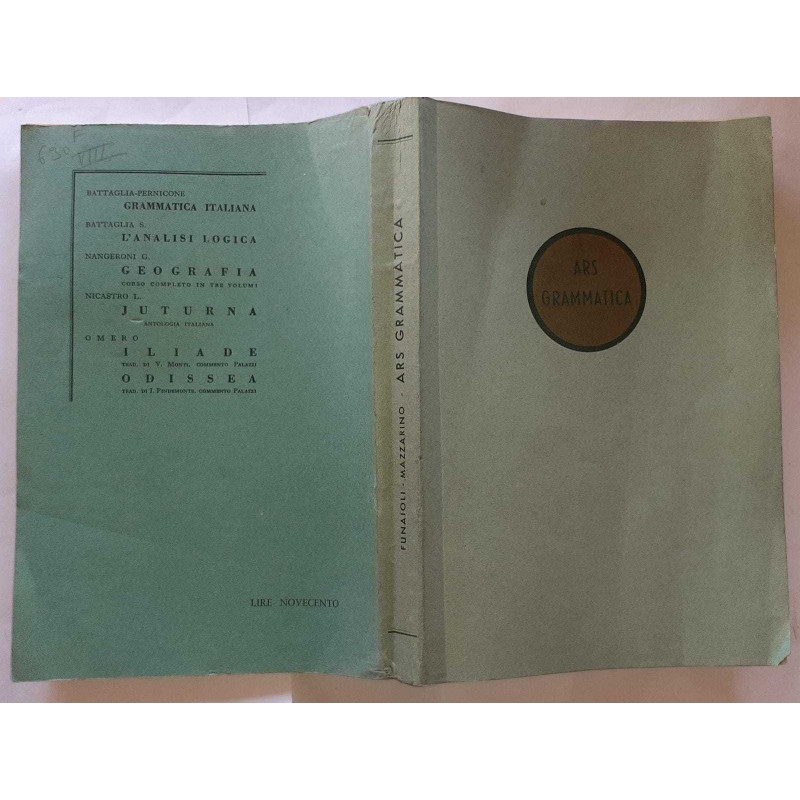 630 F
VIII
BATTAGLIA-PERNICONE
GRAMMATICA ITALIANA
BATTAGLIA S.
L'ANALISI LOGICA
NANGERONI G.
GEOGRAFIA
CORSO COMPLETO IN TRE VOLUMI
NICASTRO L.
JUTURNA
ANTOLOGIA ITALIANA
OMERO
ILIADE
TRAD. DI V. MONTI, COMMENTO PALAZZI
ODISSEA
TRAD. DI I. PINDEMONTE, COMMENTO PALAZZI
LIRE NOVECENTO
FUNAIOLI - MAZZARINO - ARS GRAMMATICA
ARS
GRAMMATICA